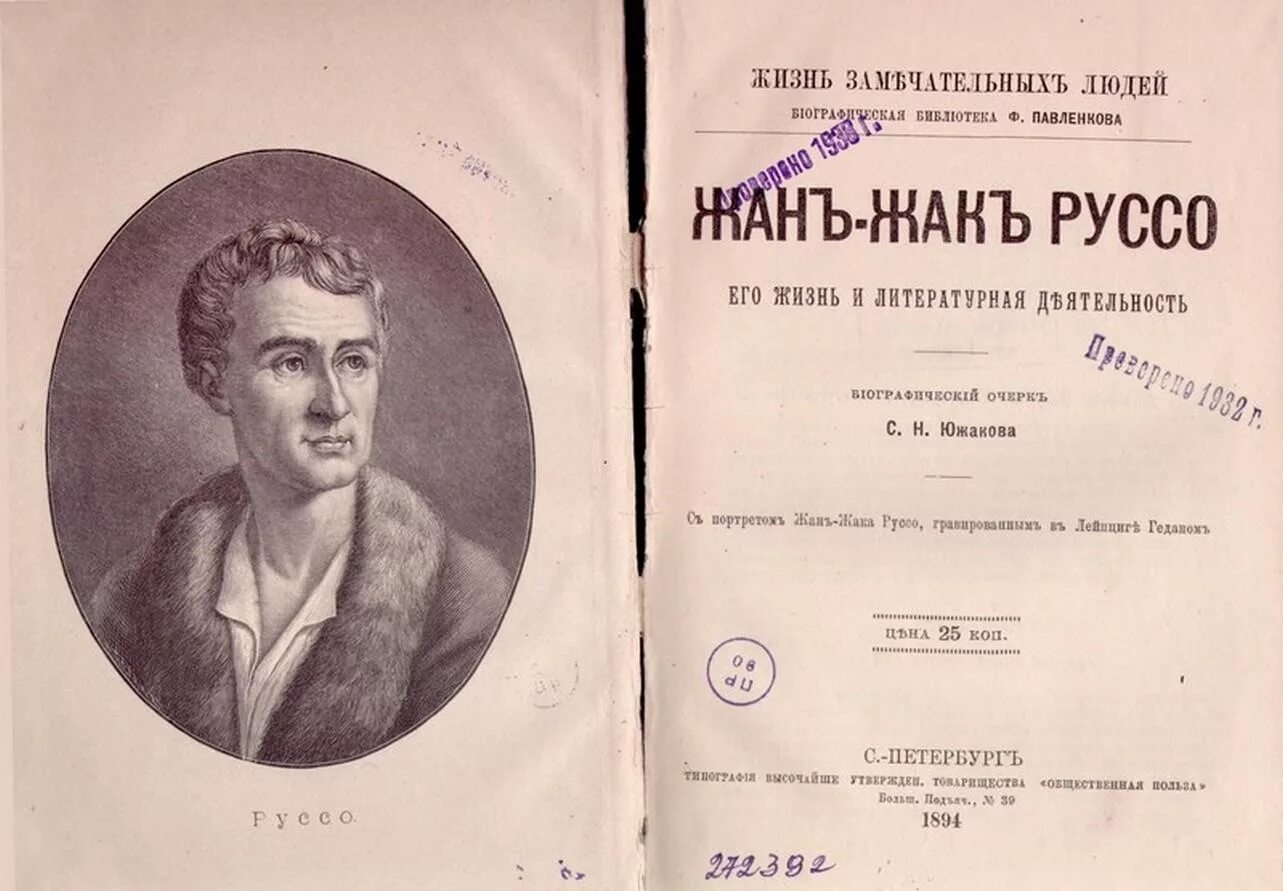 Руссо.
ЖИЗНЬ ЗАМѢЧАТЕЛЬНЫХЪ ЛЮДЕЙ
БІОГРАФИЧЕСКАЯ БИБЛІОТЕКА Ф. ПАВЛЕНКОВА
Проверено 1938 г.
ЖАНЪ-ЖАКЪ РУССО
ЕГО ЖИЗНЬ И ЛИТЕРАТУРНАЯ ДѢЯТЕЛЬНОСТЬ
Проверено 1932 г.
БІОГРАФИЧЕСКІЙ ОЧЕРКЪ
С. Н. Южакова
Съ портретомъ Жанъ-Жака Руссо, гравированнымъ въ Лейпцигѣ Геданомъ
ЦѢНА 25 КОП.
ПР
80
С.-ПЕТЕРБУРГЪ
ТИПОГРАФІЯ ВЫСОЧАЙШЕ УТВЕРЖДЕН. ТОВАРИЩЕСТВА «ОБЩЕСТВЕННАЯ ПОЛЬЗА»
Больш. Подъяч., № 39
1894
272392